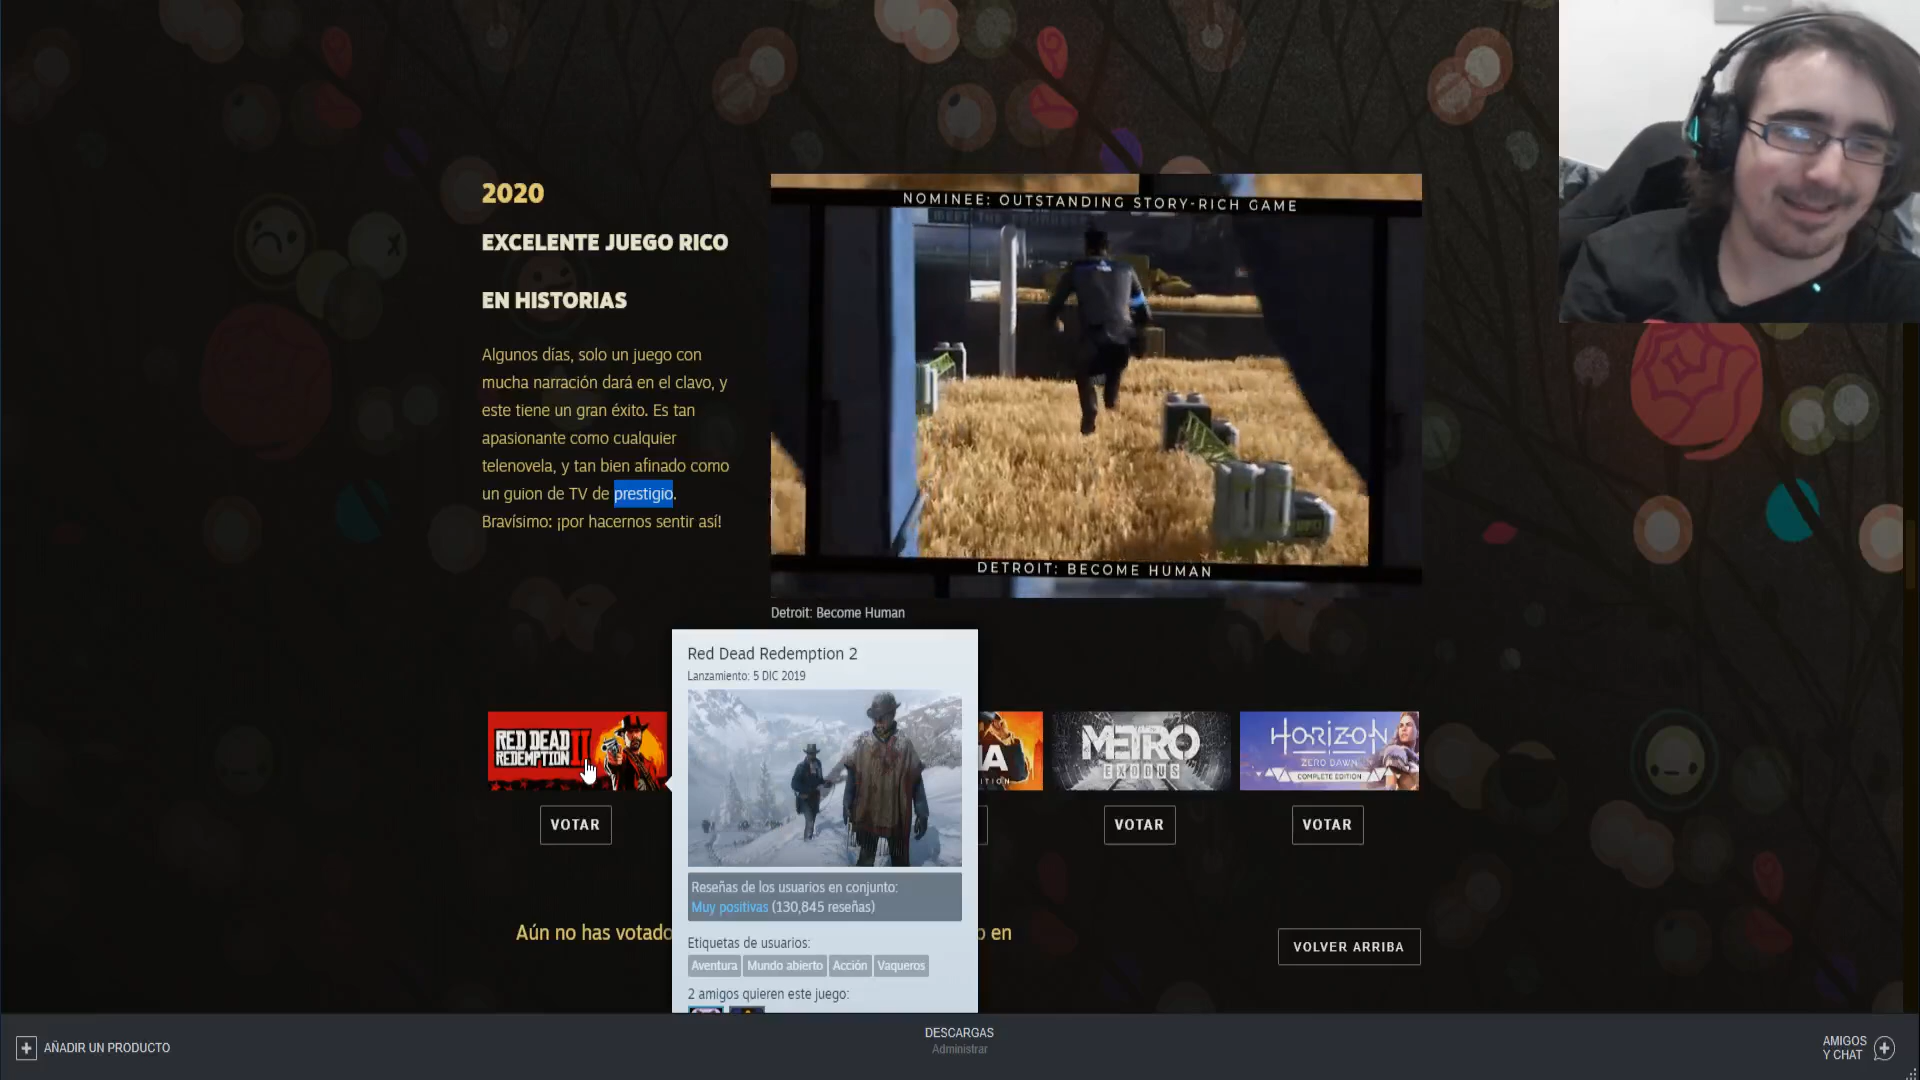 2020
EXCELENTE JUEGO RICO
EN HISTORIAS
Algunos días, solo un juego con
mucha narración dará en el clavo, y
este tiene un gran éxito. Es tan
apasionante como cualquier
telenovela, y tan bien afinado como
un guion de TV de prestigio.
Bravísimo: ¡por hacernos sentir así!
NOMINEE: OUTSTANDING STORY-RICH GAME
DETROIT: BECOME HUMAN
Detroit: Become Human
Red Dead Redemption 2
Lanzamiento: 5 DIC 2019
Reseñas de los usuarios en conjunto:
Muy positivas (130,845 reseñas)
Etiquetas de usuarios:
Aventura Mundo abierto Acción Vaqueros
2 amigos quieren este juego:
RED DEAD
REDEMPTION II
METRO
EXODUS
HORIZON
ZERO DAWN
COMPLETE EDITION
VOTAR
VOTAR
VOTAR
Aún no has votado
en
VOLVER ARRIBA
AÑADIR UN PRODUCTO
DESCARGAS
Administrar
AMIGOS
Y CHAT